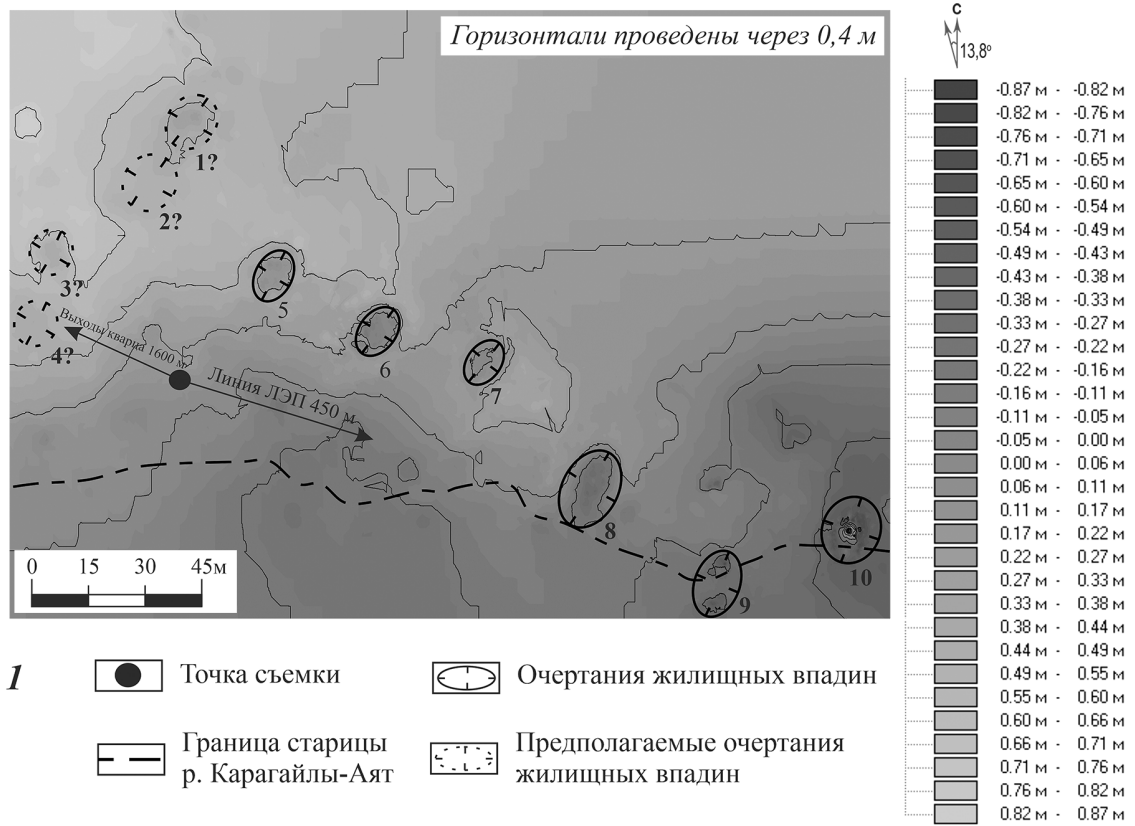 Горизонтали проведены через 0,4 м
С
13,8º
1?
2?
3?
4?
5
6
7
8
9
10
Выходы кварца 1600 м
Линия ЛЭП 450 м
0 15 30 45м
-0.87 м - -0.82 м
-0.82 м - -0.76 м
-0.76 м - -0.71 м
-0.71 м - -0.65 м
-0.65 м - -0.60 м
-0.60 м - -0.54 м
-0.54 м - -0.49 м
-0.49 м - -0.43 м
-0.43 м - -0.38 м
-0.38 м - -0.33 м
-0.33 м - -0.27 м
-0.27 м - -0.22 м
-0.22 м - -0.16 м
-0.16 м - -0.11 м
-0.11 м - -0.05 м
-0.05 м - 0.00 м
0.00 м - 0.06 м
0.06 м - 0.11 м
0.11 м - 0.17 м
0.17 м - 0.22 м
0.22 м - 0.27 м
0.27 м - 0.33 м
0.33 м - 0.38 м
0.38 м - 0.44 м
0.44 м - 0.49 м
0.49 м - 0.55 м
0.55 м - 0.60 м
0.60 м - 0.66 м
0.66 м - 0.71 м
0.71 м - 0.76 м
0.76 м - 0.82 м
0.82 м - 0.87 м
1
Точка съемки
Граница старицы
р. Карагайлы-Аят
Очертания жилищных впадин
Предполагаемые очертания
жилищных впадин